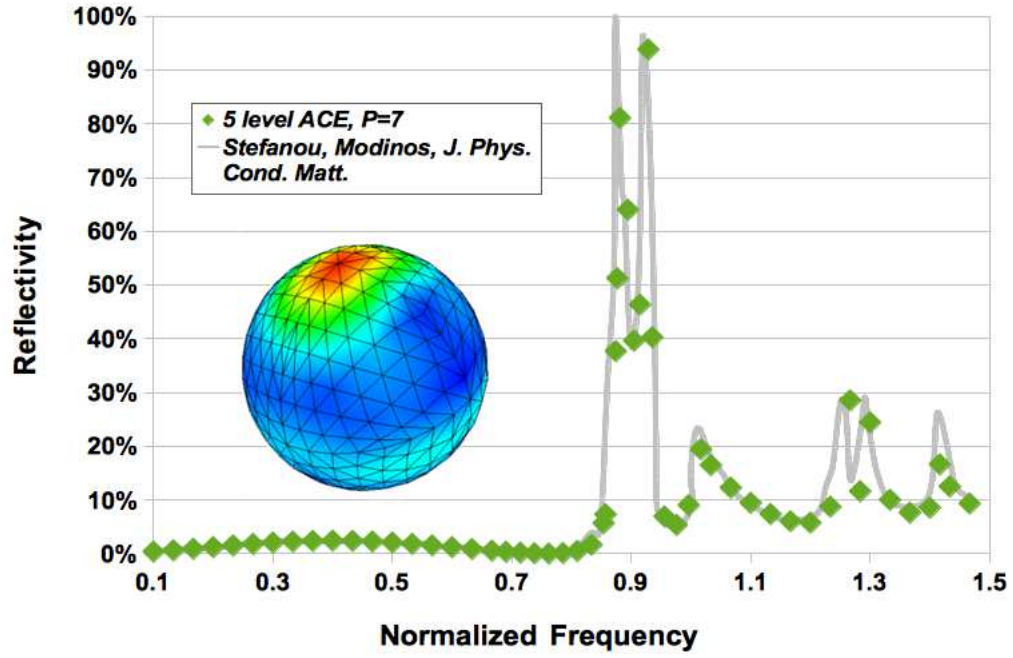 100%
90%
80%
70%
60%
50%
40%
30%
20%
10%
0%
Reflectivity
5 level ACE, P=7
Stefanou, Modinos, J. Phys.
Cond. Matt.
0.1 0.3 0.5 0.7 0.9 1.1 1.3 1.5
Normalized Frequency